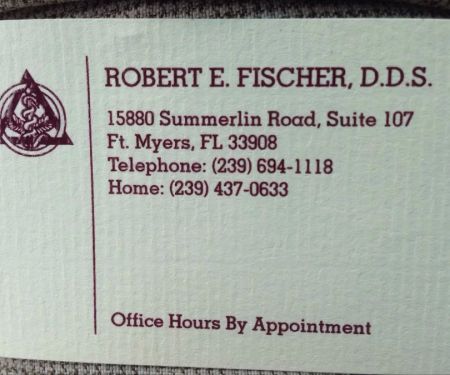 ROBERT E. FISCHER, D.D.S.
15880 Summerlin Road, Suite 107
Ft. Myers, FL 33908
Telephone: (239) 694-1118
Home: (239) 437-0633
Office Hours By Appointment